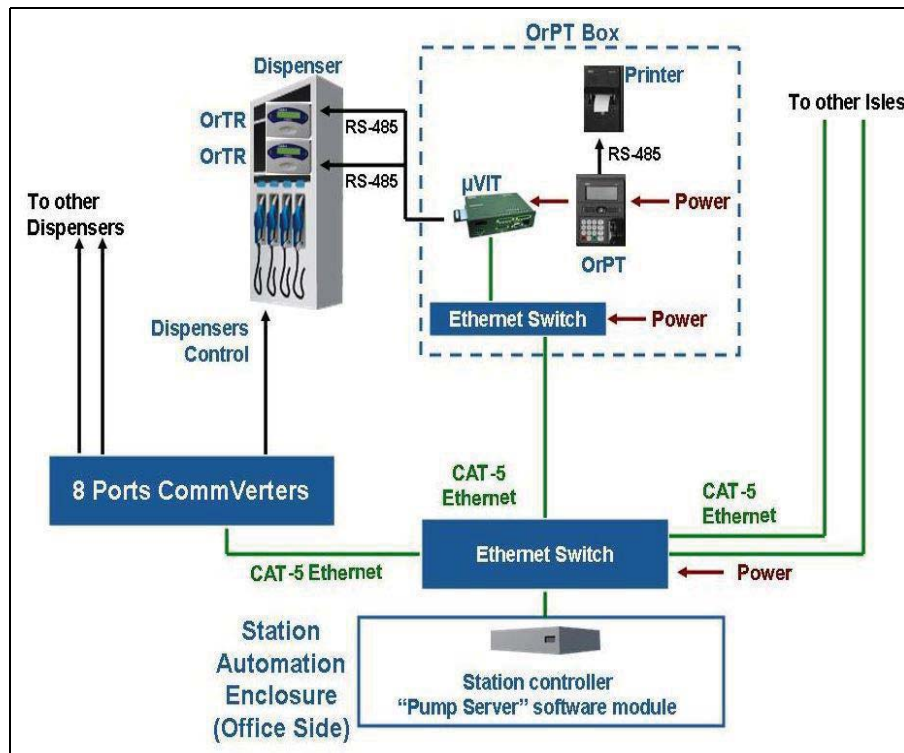 OrPT Box
Dispenser
Printer
To other Isles
OrTR
RS-485
OrTR
RS-485
RS-485
µVIT
Power
To other
Dispensers
OrPT
Ethernet Switch
Power
Dispensers
Control
8 Ports CommVerters
CAT-5
Ethernet
CAT-5
Ethernet
Ethernet Switch
CAT-5 Ethernet
Power
Station
Automation
Enclosure
(Office Side)
Station controller
“Pump Server” software module